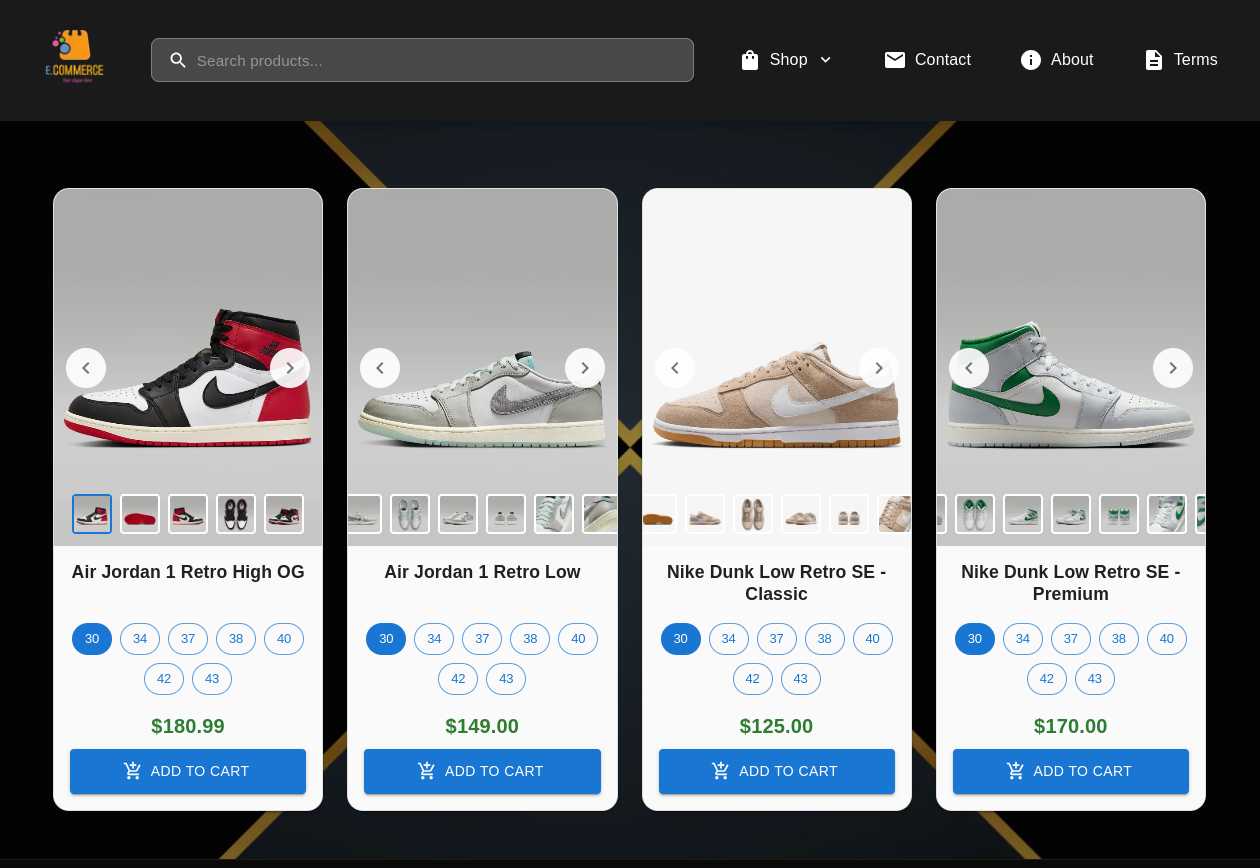 E.COMMERCE
Search products...
Shop
Contact
About
Terms
Air Jordan 1 Retro High OG
30
34
37
38
40
42
43
$180.99
ADD TO CART
Air Jordan 1 Retro Low
30
34
37
38
40
42
43
$149.00
ADD TO CART
Nike Dunk Low Retro SE -
Classic
30
34
37
38
40
42
43
$125.00
ADD TO CART
Nike Dunk Low Retro SE -
Premium
30
34
37
38
40
42
43
$170.00
ADD TO CART